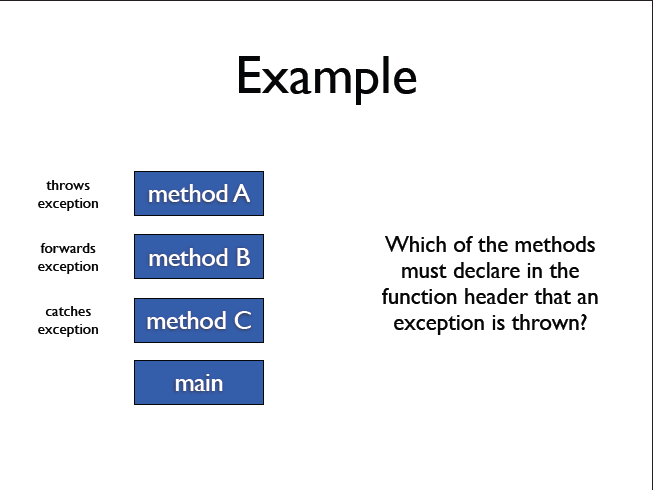 Example
throws
exception
method A
forwards
exception
method B
catches
exception
method C
main
Which of the methods
must declare in the
function header that an
exception is thrown?